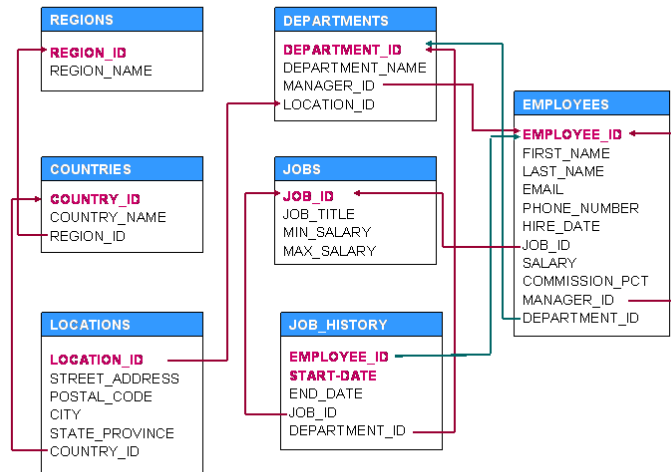 REGIONS
REGION_ID
REGION_NAME
DEPARTMENTS
DEPARTMENT_ID
DEPARTMENT_NAME
MANAGER_ID
LOCATION_ID
EMPLOYEES
EMPLOYEE_ID
FIRST_NAME
LAST_NAME
EMAIL
PHONE_NUMBER
HIRE_DATE
JOB_ID
SALARY
COMMISSION_PCT
MANAGER_ID
DEPARTMENT_ID
COUNTRIES
COUNTRY_ID
COUNTRY_NAME
REGION_ID
JOBS
JOB_ID
JOB_TITLE
MIN_SALARY
MAX_SALARY
LOCATIONS
LOCATION_ID
STREET_ADDRESS
POSTAL_CODE
CITY
STATE_PROVINCE
COUNTRY_ID
JOB_HISTORY
EMPLOYEE_ID
START-DATE
END_DATE
JOB_ID
DEPARTMENT_ID